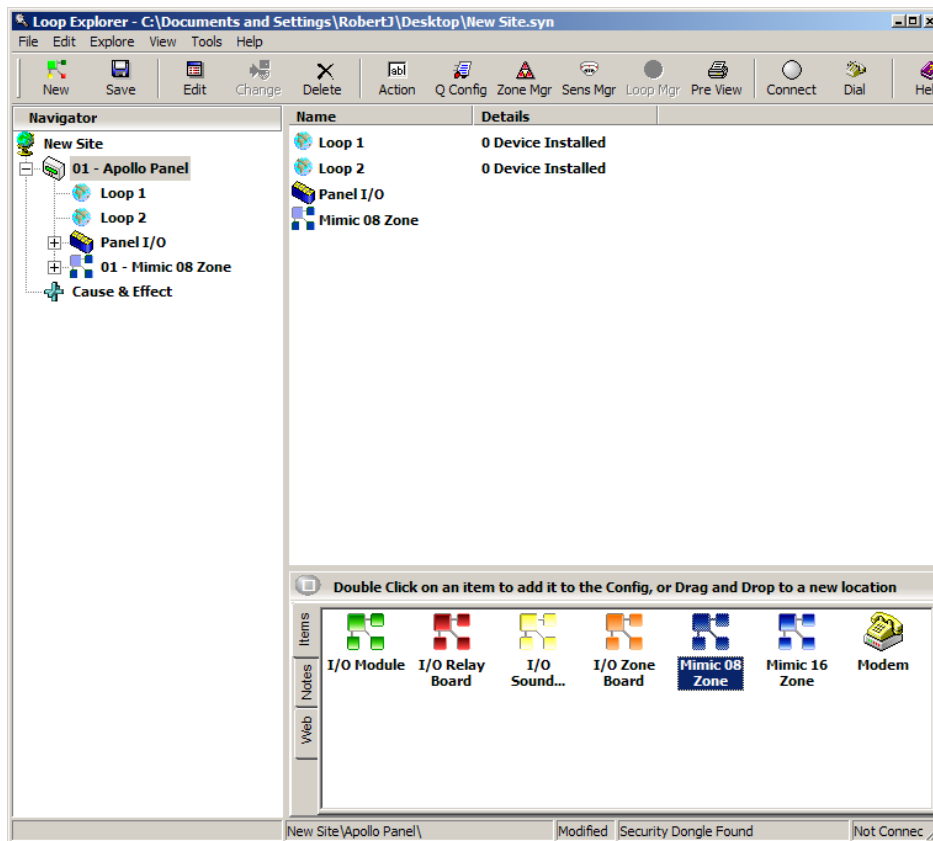 Loop Explorer - C:\Documents and Settings\RobertJ\Desktop\New Site.syn
File Edit Explore View Tools Help
abl
New Save Edit Change Delete Action Q Config Zone Mgr Sens Mgr Loop Mgr Pre View Connect Dial Hel
Navigator
Name Details
New Site
01 - Apollo Panel
Loop 1
Loop 2
Panel I/O
01 - Mimic 08 Zone
Cause & Effect
Loop 1 0 Device Installed
Loop 2 0 Device Installed
Panel I/O
Mimic 08 Zone
Double Click on an item to add it to the Config, or Drag and Drop to a new location
Items
Notes
Web
I/O Module
I/O Relay
Board
I/O
Sound...
I/O Zone
Board
Mimic 08
Zone
Mimic 16
Zone
Modem
New Site\Apollo Panel\ Modified Security Dongle Found Not Connec